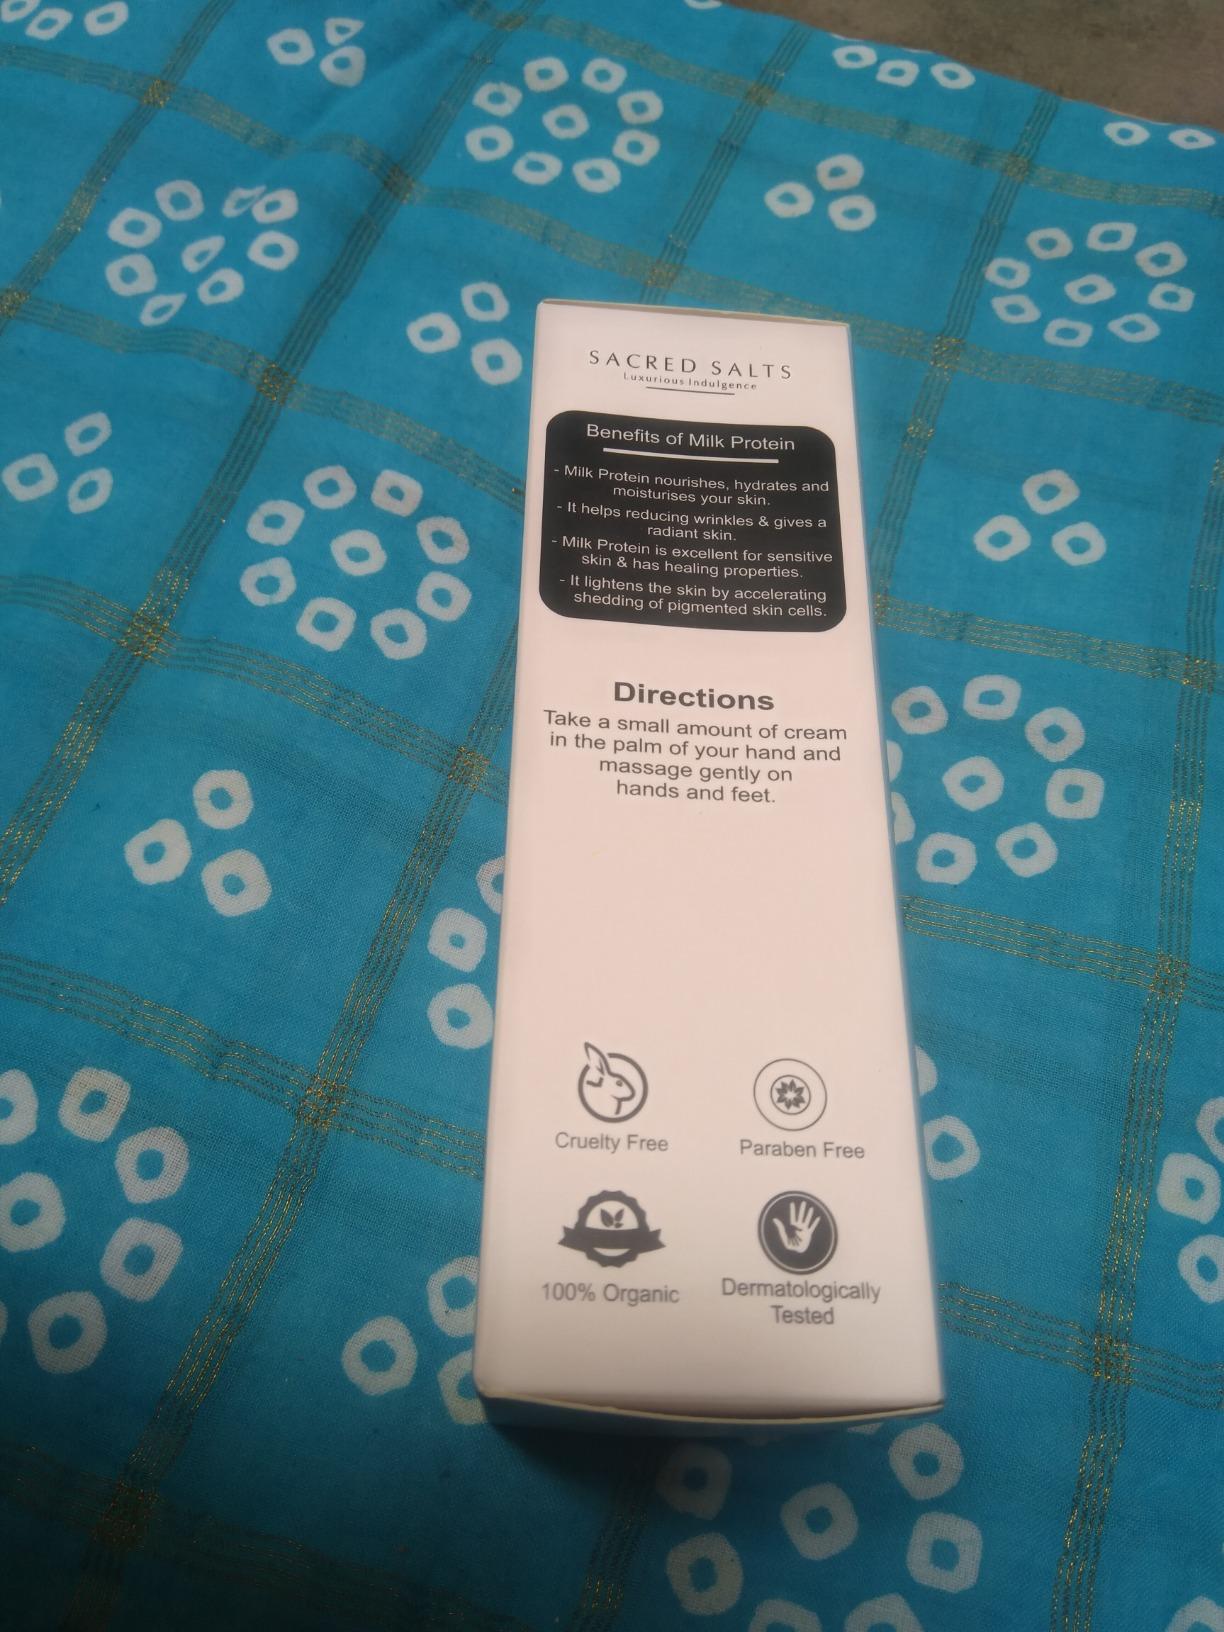 SACRED SALTS
Luxurious Indulgence
Benefits of Milk Protein
- Milk Protein nourishes, hydrates and
moisturises your skin.
- It helps reducing wrinkles & gives a
radiant skin.
- Milk Protein is excellent for sensitive
skin & has healing properties.
- It lightens the skin by accelerating
shedding of pigmented skin cells.
Directions
Take a small amount of cream
in the palm of your hand and
massage gently on
hands and feet.
Cruelty Free
Paraben Free
100% Organic
Dermatologically
Tested